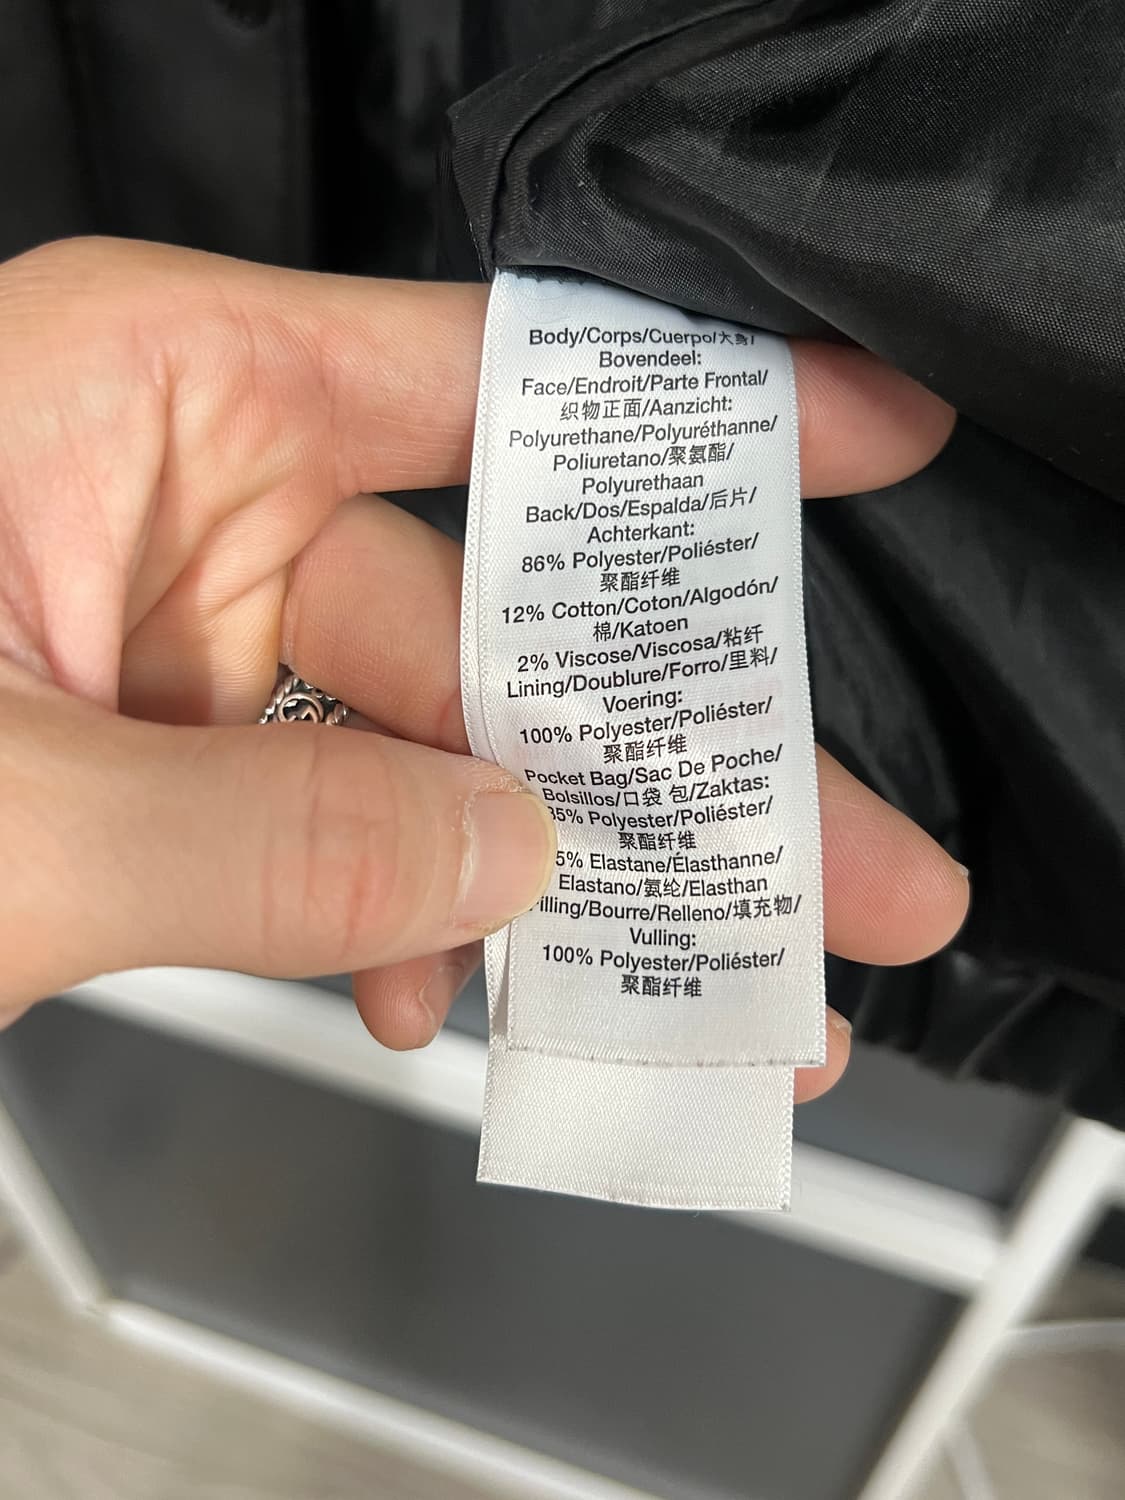 Body/Corps/Cuerpo/大身/
Bovendeel:
Face/Endroit/Parte Frontal/
织物正面/Aanzicht:
Polyurethane/Polyuréthanne/
Poliuretano/聚氨酯/
Polyurethaan
Back/Dos/Espalda/后片/
Achterkant:
86% Polyester/Poliéster/
聚酯纤维
12% Cotton/Coton/Algodón/
棉/Katoen
2% Viscose/Viscosa/粘纤
Lining/Doublure/Forro/里料/
Voering:
100% Polyester/Poliéster/
聚酯纤维
Pocket Bag/Sac De Poche/
Bolsillos/口袋 包/Zaktas:
Polyester/Poliéster/
聚酯纤维
5% Elastane/Élasthanne/
Elastano/氨纶/Elasthan
illing/Bourre/Relleno/填充物/
Vulling:
100% Polyester/Poliéster/
聚酯纤维